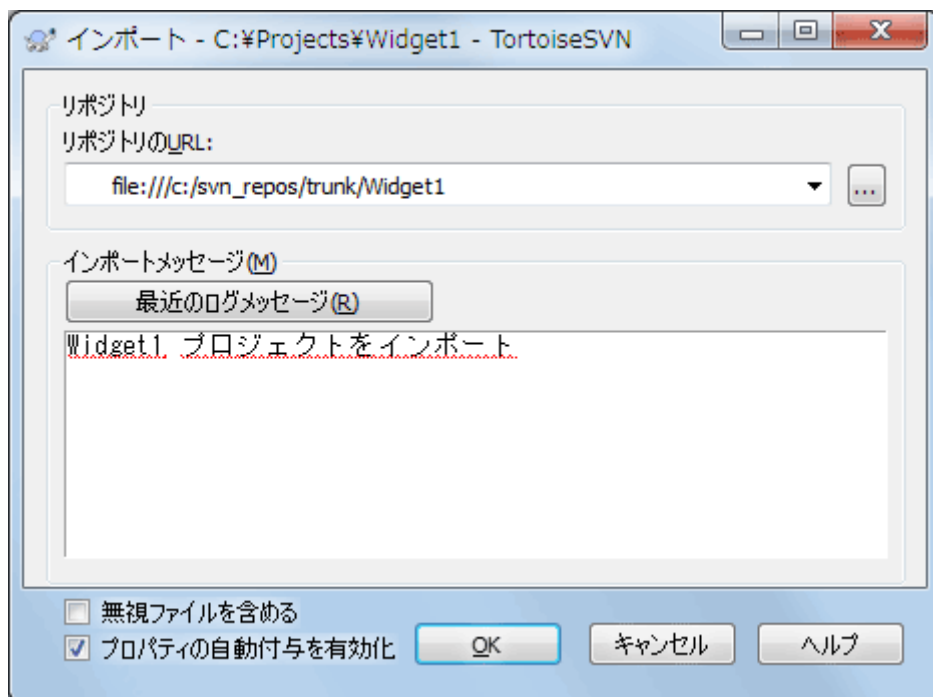 インポート - C:¥Projects¥Widget1 - TortoiseSVN
リポジトリ
リポジトリのURL:
file:///c:/svn_repos/trunk/Widget1
...
インポートメッセージ(M)
最近のログメッセージ(R)
Widget1 プロジェクトをインポート
無視ファイルを含める
プロパティの自動付与を有効化
OK
キャンセル
ヘルプ